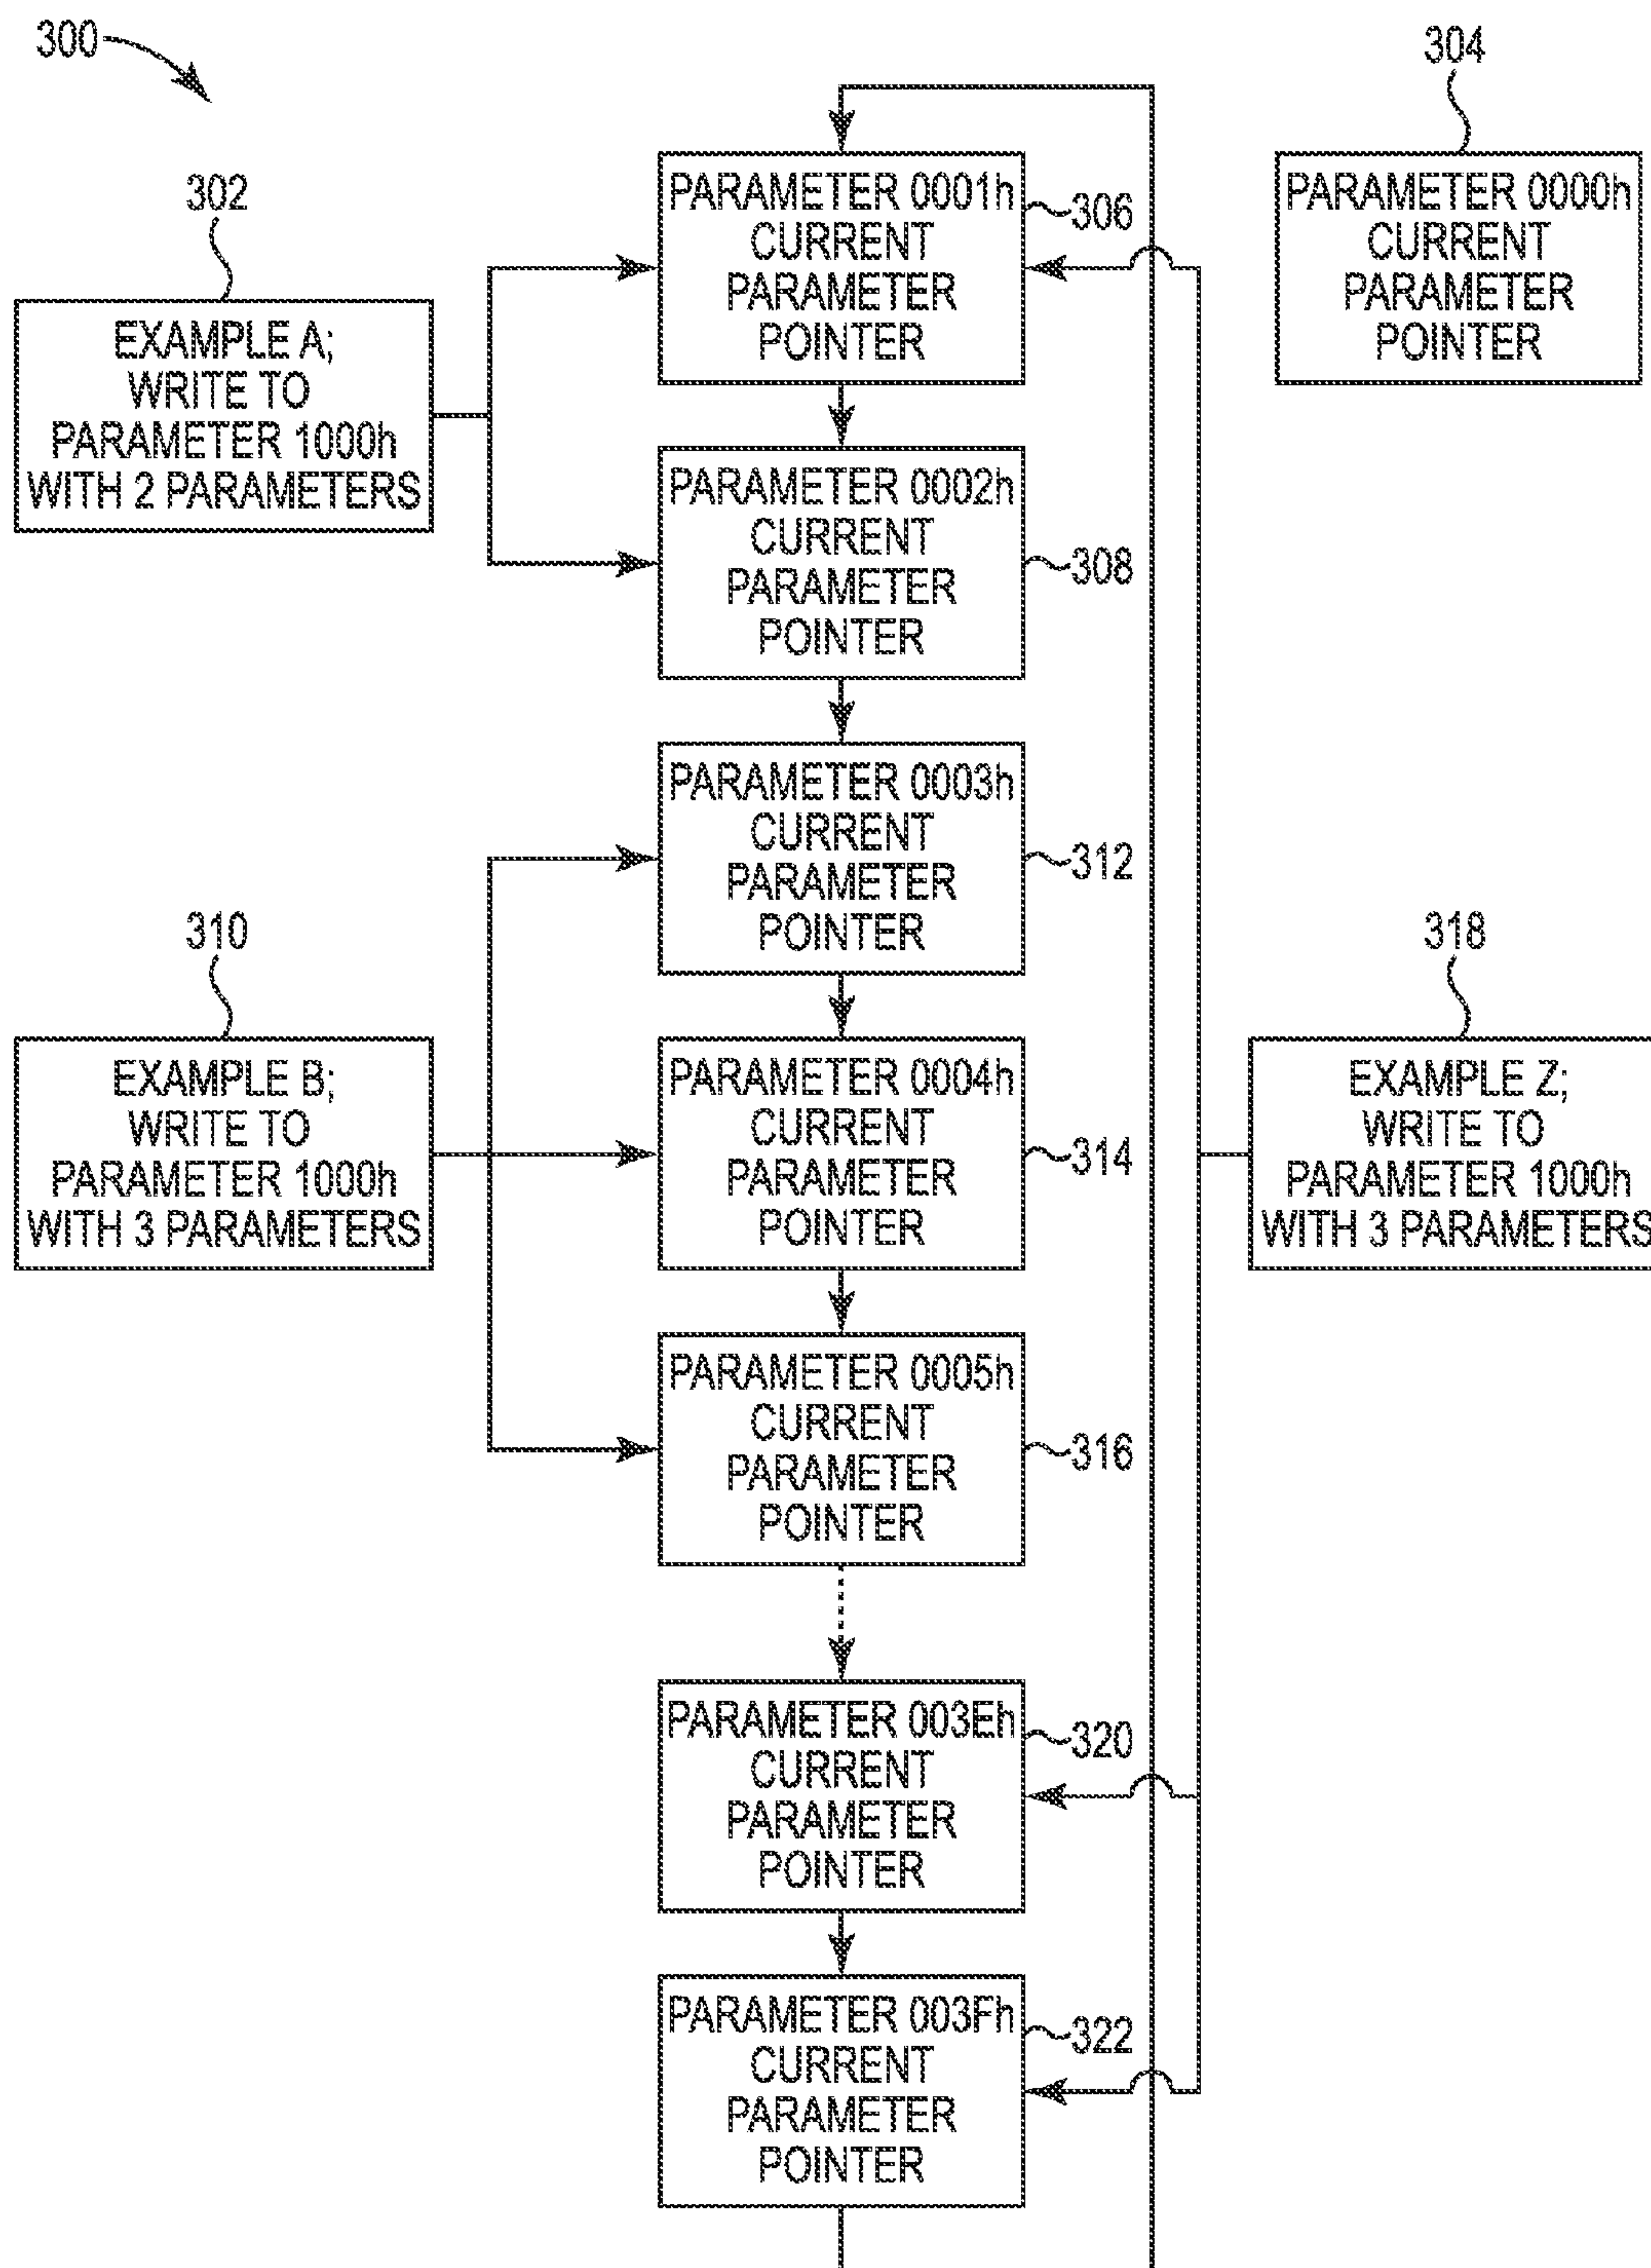 300
304
302
PARAMETER 0001h
CURRENT
PARAMETER
POINTER
306
PARAMETER 0000h
CURRENT
PARAMETER
POINTER
EXAMPLE A;
WRITE TO
PARAMETER 1000h
WITH 2 PARAMETERS
PARAMETER 0002h
CURRENT
PARAMETER
POINTER
308
PARAMETER 0003h
CURRENT
PARAMETER
POINTER
312
310
318
EXAMPLE B;
WRITE TO
PARAMETER 1000h
WITH 3 PARAMETERS
PARAMETER 0004h
CURRENT
PARAMETER
POINTER
314
EXAMPLE Z;
WRITE TO
PARAMETER 1000h
WITH 3 PARAMETERS
PARAMETER 0005h
CURRENT
PARAMETER
POINTER
316
PARAMETER 003Eh
CURRENT
PARAMETER
POINTER
320
PARAMETER 003Fh
CURRENT
PARAMETER
POINTER
322